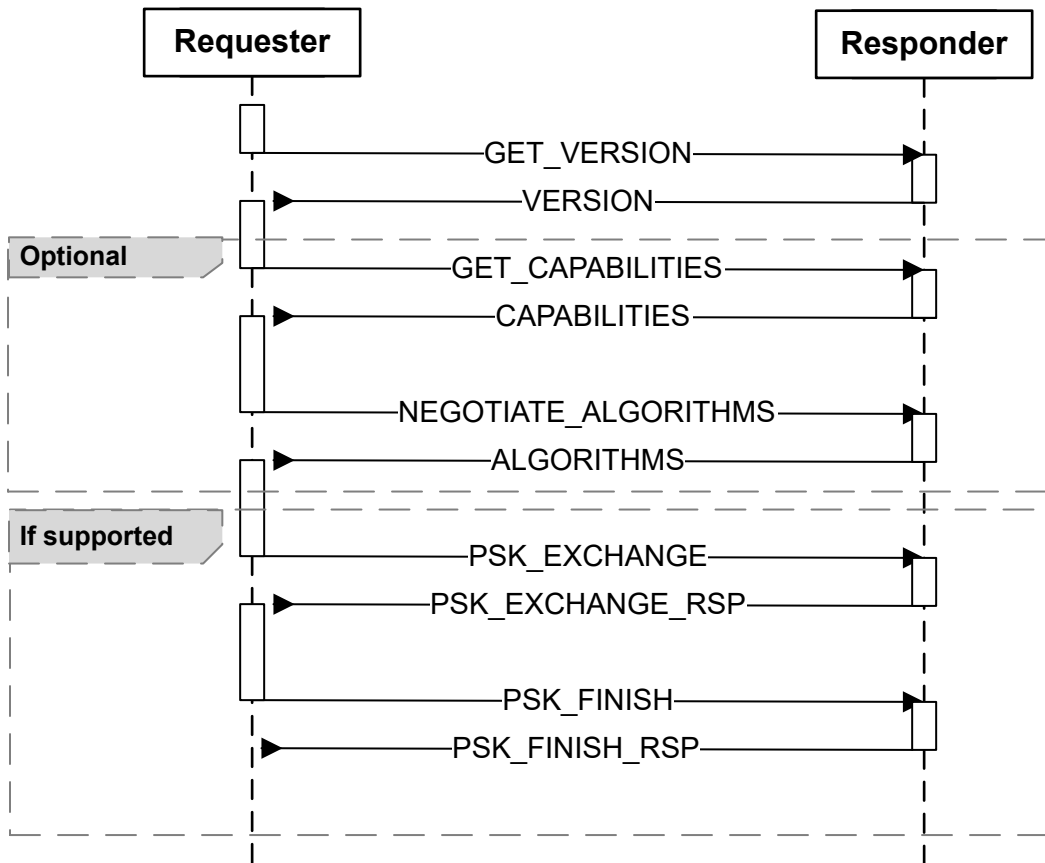 Requester
Responder
GET_VERSION
VERSION
Optional
GET_CAPABILITIES
CAPABILITIES
NEGOTIATE_ALGORITHMS
ALGORITHMS
If supported
PSK_EXCHANGE
PSK_EXCHANGE_RSP
PSK_FINISH
PSK_FINISH_RSP